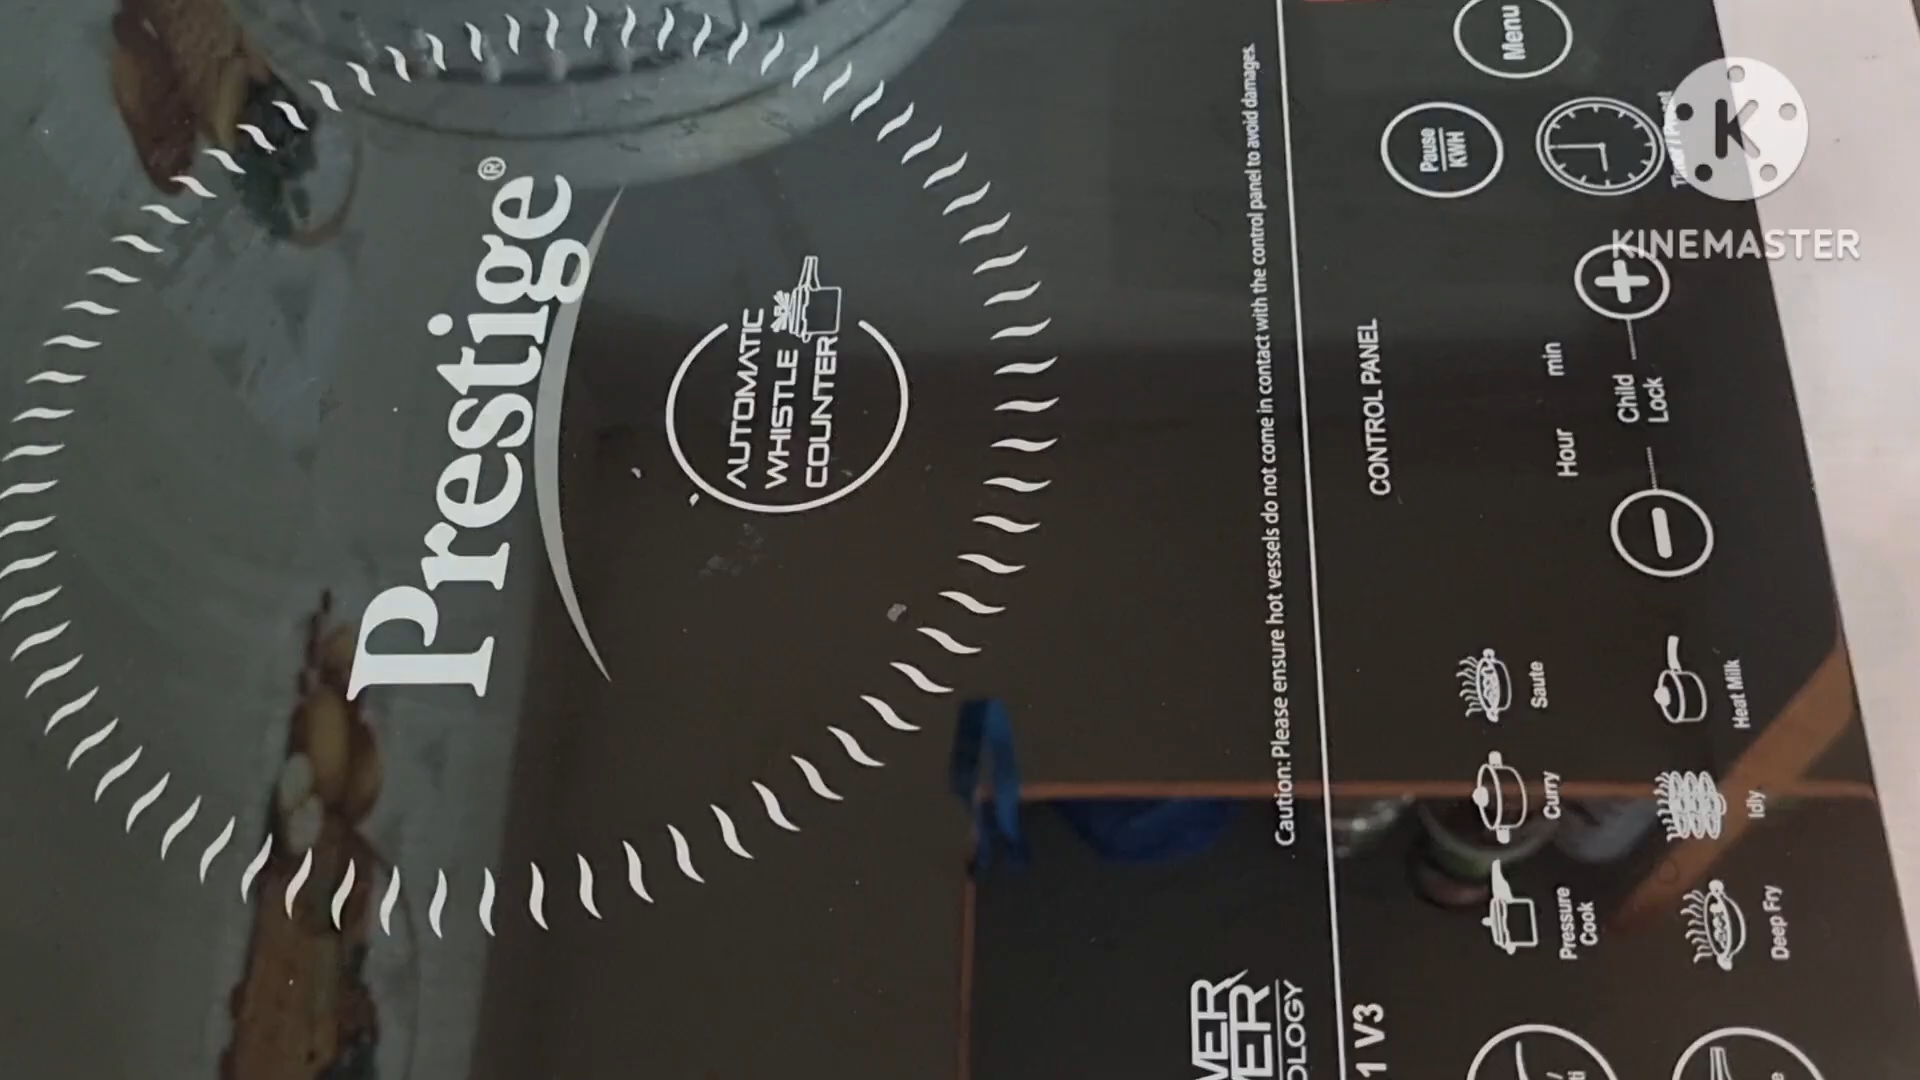 Prestige®
AUTOMATIC
WHISTLE
COUNTER
Caution: Please ensure hot vessels do not come in contact with the control panel to avoid damages.
CONTROL PANEL
Menu
Pause
KWH
Hour
min
Child
Lock
Saute
Curry
Pressure
Cook
Heat Milk
Idly
Deep Fry
1 V3
K
KINEMASTER